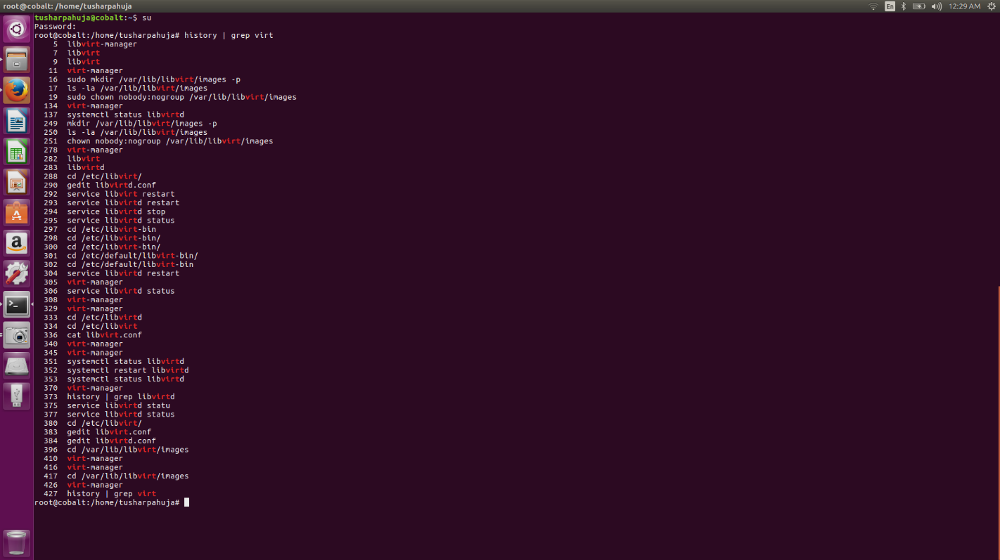 root@cobalt: /home/tusharpahuja
En
12:29 AM
tusharpahuja@cobalt:~$ su
Password:
root@cobalt:/home/tusharpahuja# history | grep virt
5 libvirt-manager
7 libvirt
9 libvirt
11 virt-manager
16 sudo mkdir /var/lib/libvirt/images -p
17 ls -la /var/lib/libvirt/images
19 sudo chown nobody:nogroup /var/lib/libvirt/images
134 virt-manager
137 systemctl status libvirtd
249 mkdir /var/lib/libvirt/images -p
250 ls -la /var/lib/libvirt/images
251 chown nobody:nogroup /var/lib/libvirt/images
278 virt-manager
282 libvirt
283 libvirtd
288 cd /etc/libvirt/
290 gedit libvirtd.conf
292 service libvirt restart
293 service libvirtd restart
294 service libvirtd stop
295 service libvirtd status
297 cd /etc/libvirt-bin
298 cd /etc/libvirt-bin/
300 cd /etc/libvirt-bin/
301 cd /etc/default/libvirt-bin/
302 cd /etc/default/libvirt-bin
304 service libvirtd restart
305 virt-manager
306 service libvirtd status
308 virt-manager
329 virt-manager
333 cd /etc/libvirtd
334 cd /etc/libvirt
336 cat libvirt.conf
340 virt-manager
345 virt-manager
351 systemctl status libvirtd
352 systemctl restart libvirtd
353 systemctl status libvirtd
370 virt-manager
373 history | grep libvirtd
375 service libvirtd statu
377 service libvirtd status
380 cd /etc/libvirt/
383 gedit libvirt.conf
384 gedit libvirtd.conf
396 cd /var/lib/libvirt/images
410 virt-manager
416 virt-manager
417 cd /var/lib/libvirt/images
426 virt-manager
427 history | grep virt
root@cobalt:/home/tusharpahuja#